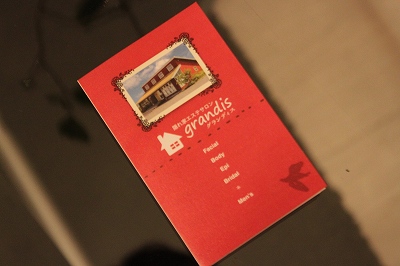 隠れ家エステサロン
grandis
グランディス
Facial
Body
Epi
Bridal
*
Men's